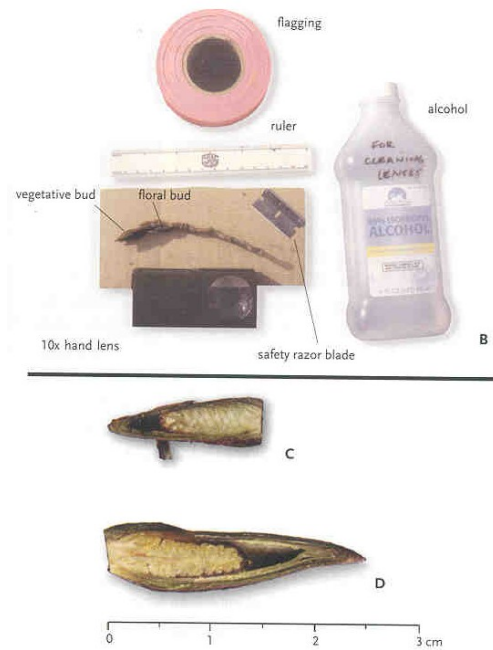 flagging
alcohol
ruler
FOR
CLEANING
LENSES
ISOPROPYL
ALCOHOL
vegetative bud
floral bud
10x hand lens
safety razor blade
B
C
D
0 1 2 3 cm